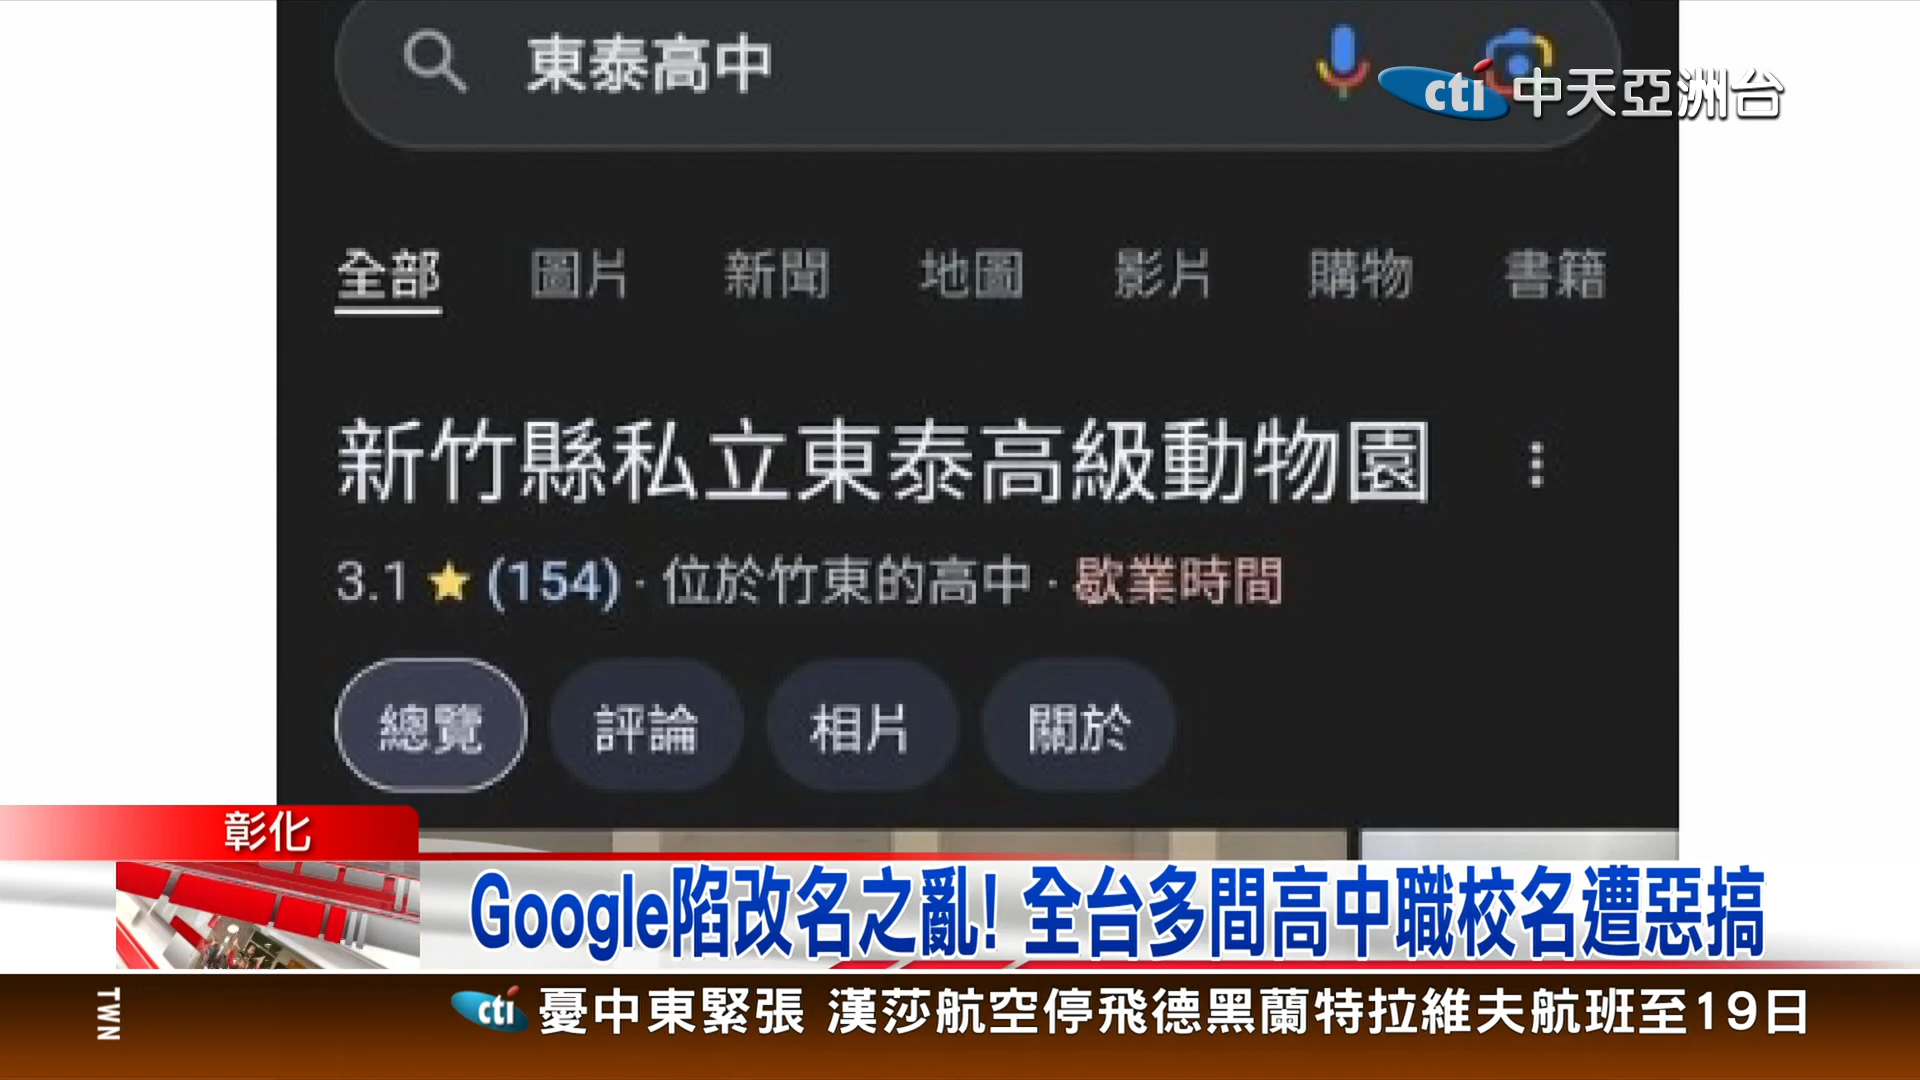 東泰高中
cti 中天亞洲台
全部 圖片 新聞 地圖 影片 購物 書籍
新竹縣私立東泰高級動物園
3.1 ★ (154) · 位於竹東的高中 · 歇業時間
總覽 評論 相片 關於
彰化
Google陷改名之亂! 全台多間高中職校名遭惡搞
TWN
cti 憂中東緊張 漢莎航空停飛德黑蘭特拉維夫航班至19日